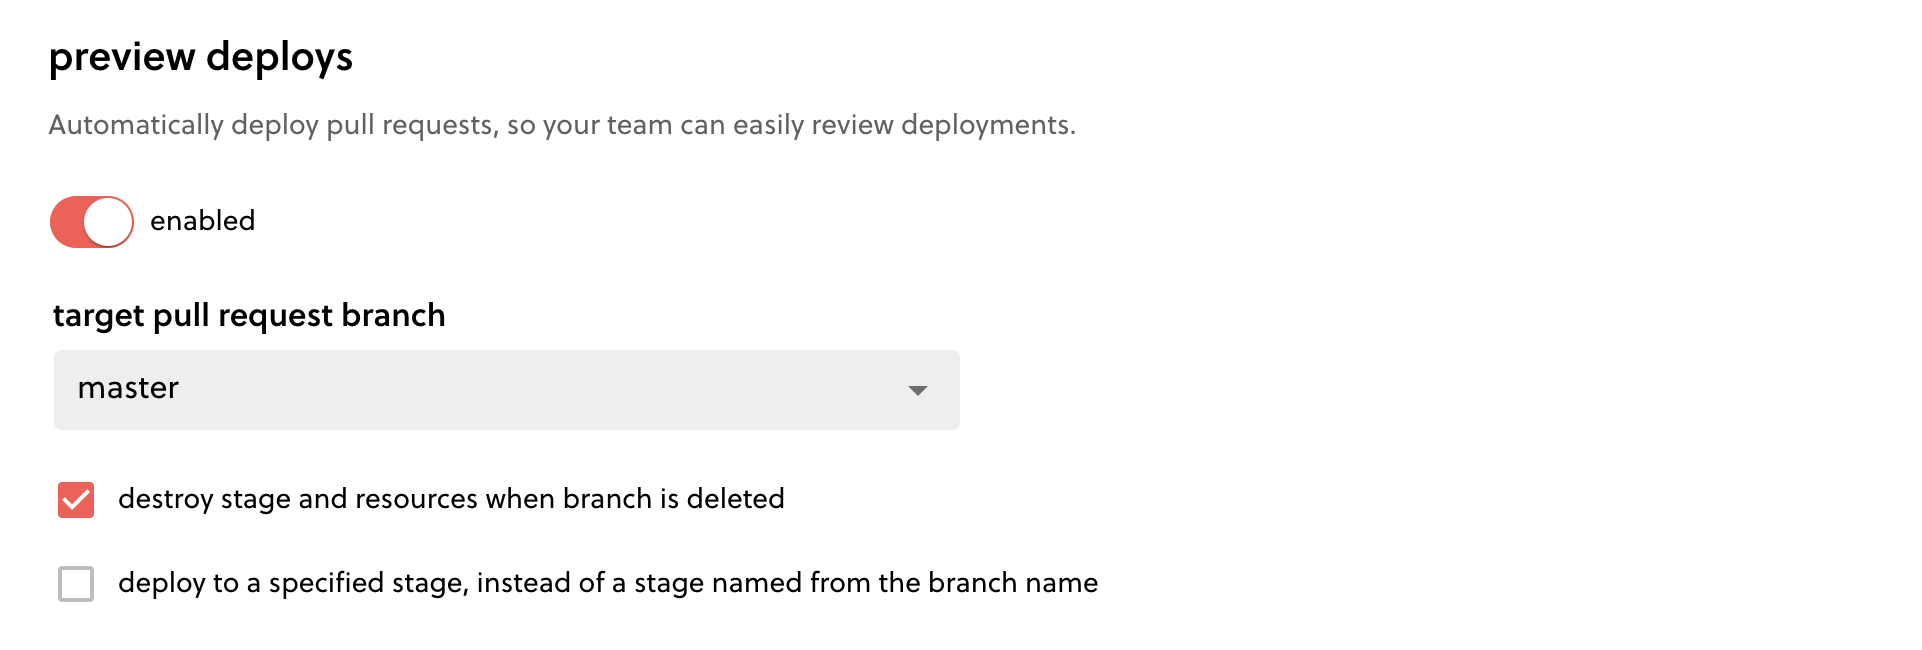 preview deploys
Automatically deploy pull requests, so your team can easily review deployments.
enabled
target pull request branch
master
destroy stage and resources when branch is deleted
deploy to a specified stage, instead of a stage named from the branch name